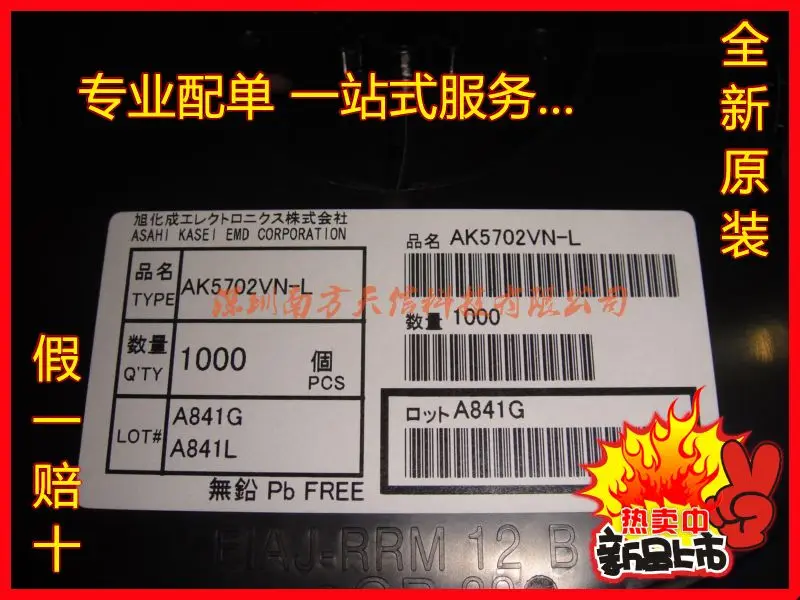 专业配单 一站式服务...
全新原装
假一赔十
旭化成エレクトロニクス株式会社
ASAHI KASEI EMD CORPORATION
品名
TYPE
AK5702VN-L
数量
Q'TY
1000
個
PCS
LOT#
A841G
A841L
無鉛 Pb FREE
品名 AK5702VN-L
数量 1000
ロット A841G
深圳南方天信科技有限公司
热卖中
新品上市
EIAJ-RRM 12 B